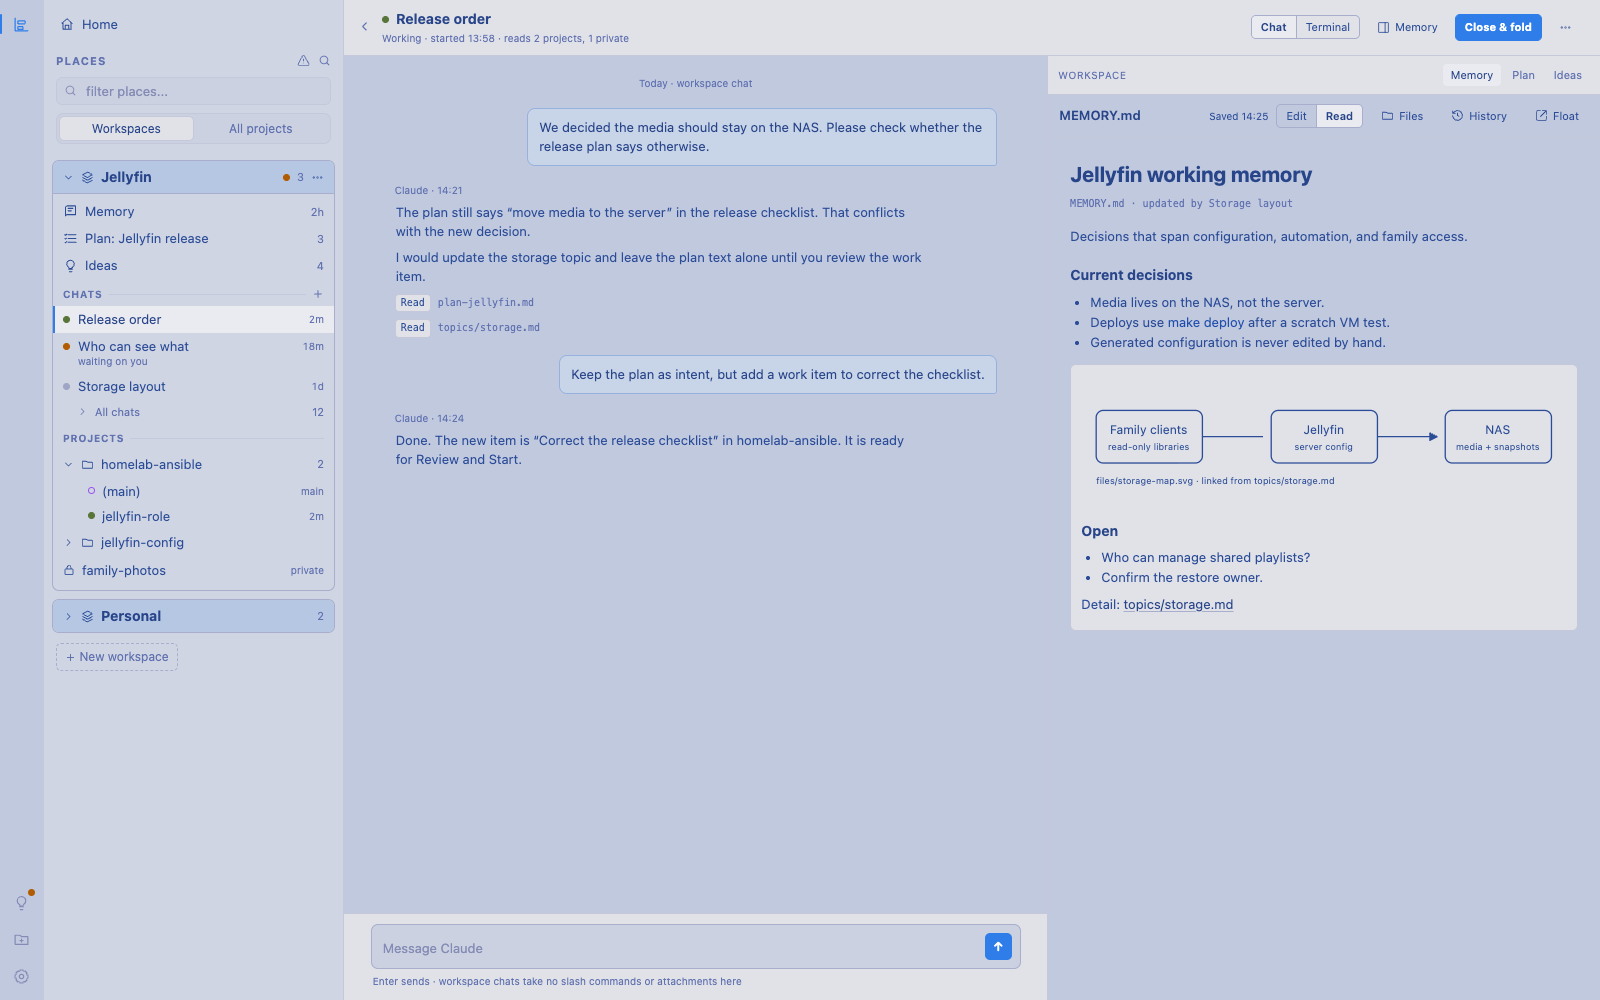 Home
PLACES
filter places...
Workspaces
All projects
Jellyfin
3
Memory
2h
Plan: Jellyfin release
3
Ideas
4
CHATS
Release order
2m
Who can see what
18m
waiting on you
Storage layout
1d
All chats
12
PROJECTS
homelab-ansible
2
(main)
main
jellyfin-role
2m
jellyfin-config
family-photos
private
Personal
2
+ New workspace
Release order
Working · started 13:58 · reads 2 projects, 1 private
Chat
Terminal
Memory
Close & fold
Today · workspace chat
We decided the media should stay on the NAS. Please check whether the
release plan says otherwise.
Claude · 14:21
The plan still says “move media to the server” in the release checklist. That conflicts
with the new decision.
I would update the storage topic and leave the plan text alone until you review the work
item.
Read plan-jellyfin.md
Read topics/storage.md
Keep the plan as intent, but add a work item to correct the checklist.
Claude · 14:24
Done. The new item is “Correct the release checklist” in homelab-ansible. It is ready
for Review and Start.
Message Claude
Enter sends · workspace chats take no slash commands or attachments here
WORKSPACE
Memory
Plan
Ideas
MEMORY.md
Saved 14:25
Edit
Read
Files
History
Float
Jellyfin working memory
MEMORY.md · updated by Storage layout
Decisions that span configuration, automation, and family access.
Current decisions
• Media lives on the NAS, not the server.
• Deploys use make deploy after a scratch VM test.
• Generated configuration is never edited by hand.
Family clients
read-only libraries
Jellyfin
server config
NAS
media + snapshots
files/storage-map.svg · linked from topics/storage.md
Open
• Who can manage shared playlists?
• Confirm the restore owner.
Detail: topics/storage.md